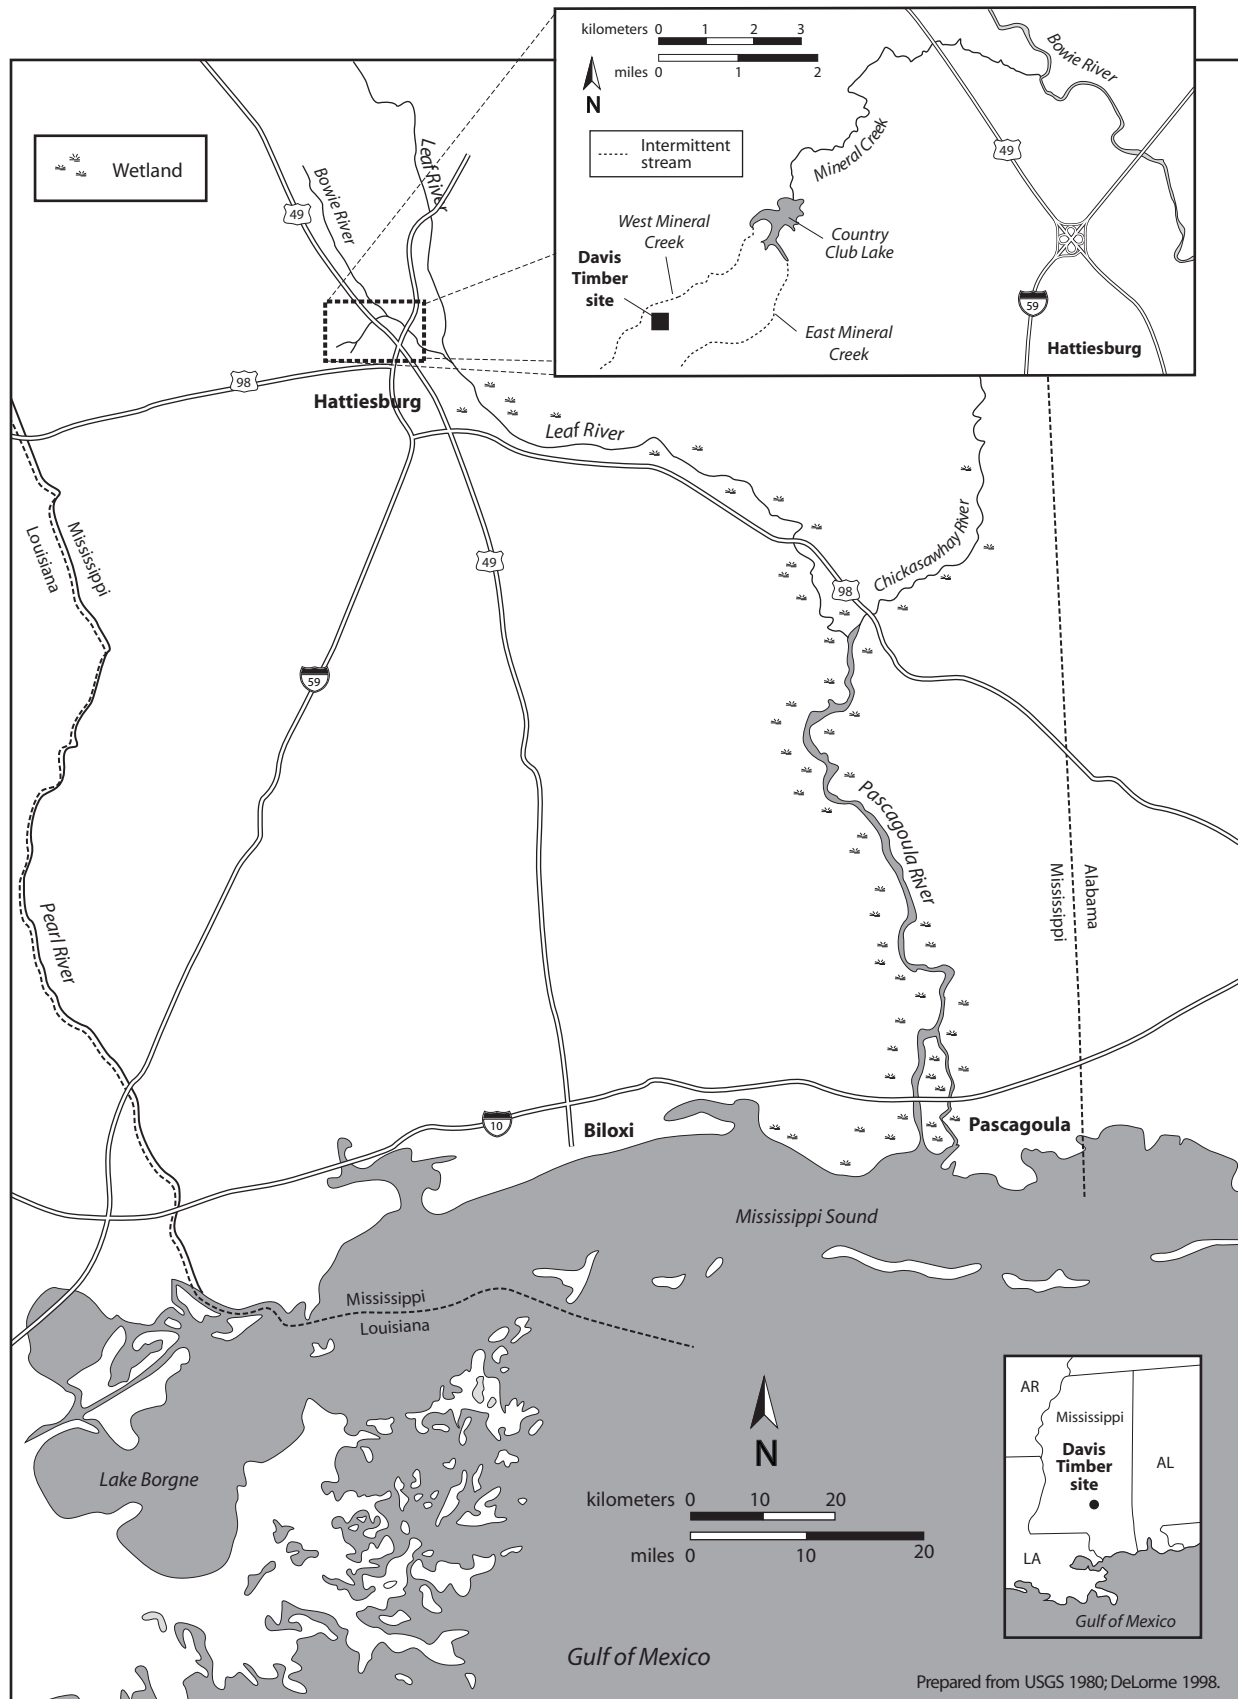 kilometers 0 1 2 3
miles 0 1 2
N
Intermittent
stream
Bowie River
49
Mineral Creek
West Mineral
Creek
Country
Club Lake
Davis
Timber
site
East Mineral
Creek
59
Hattiesburg
Wetland
Leaf River
Bowie River
49
98
Hattiesburg
Leaf River
Mississippi
Louisiana
49
Chickasawhay River
98
59
Pascagoula River
Alabama
Mississippi
Pearl River
10
Biloxi
Pascagoula
Mississippi Sound
Mississippi
Louisiana
Lake Borgne
N
kilometers 0 10 20
miles 0 10 20
AR
Mississippi
Davis
Timber
site
AL
LA
Gulf of Mexico
Gulf of Mexico
Prepared from USGS 1980; DeLorme 1998.